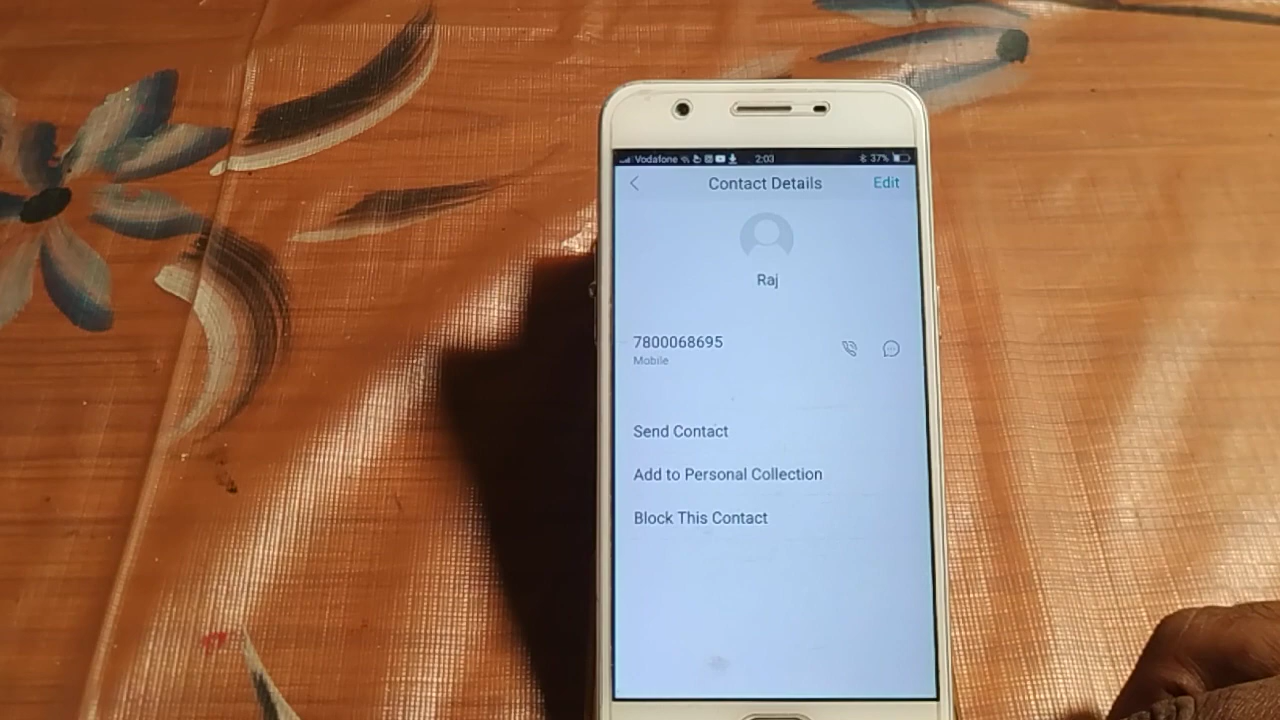 Vodafone 2:03 37%
Contact Details Edit
Raj
7800068695
Mobile
Send Contact
Add to Personal Collection
Block This Contact